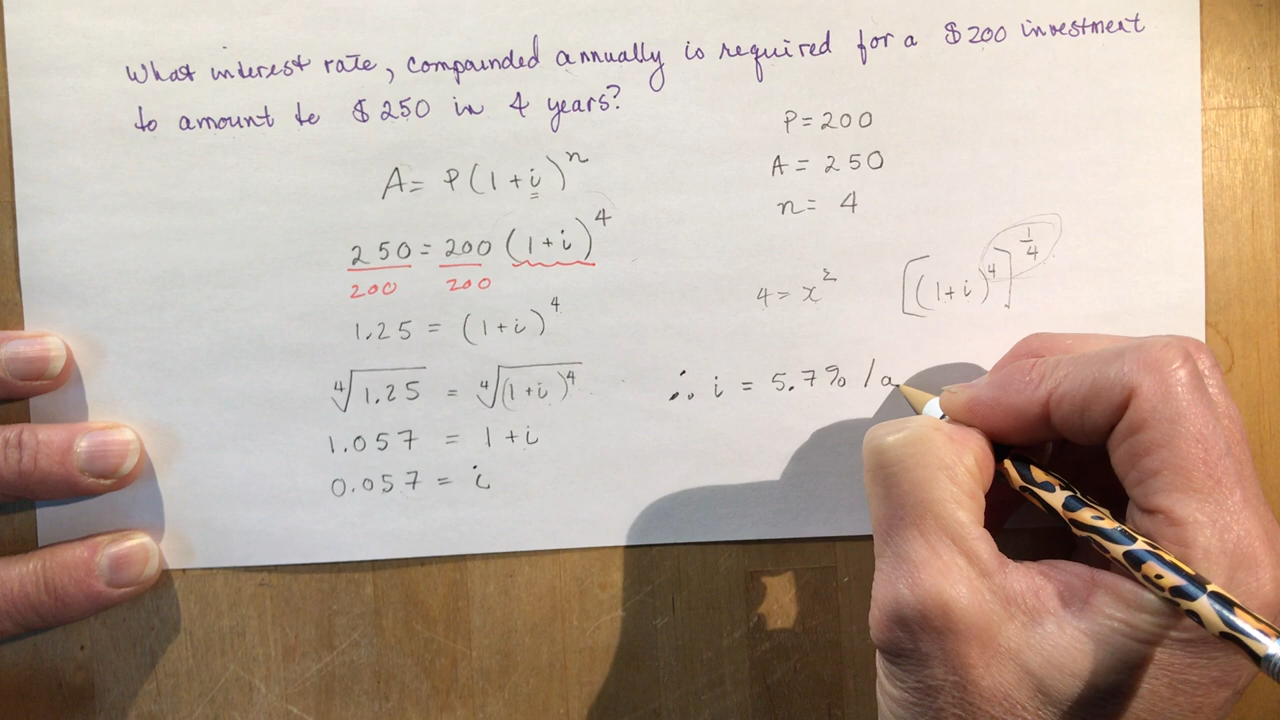 What interest rate, compounded annually is required for a $200 investment
to amount to $250 in 4 years?
P = 200
A = 250
n = 4
A = P(1+i)^n
250 = 200 (1+i)^4
200 200
1.25 = (1+i)^4
4 = x^2 [(1+i)^4]^1/4
∜1.25 = ∜(1+i)^4
1.057 = 1+i
0.057 = i
∴ i = 5.7% /a